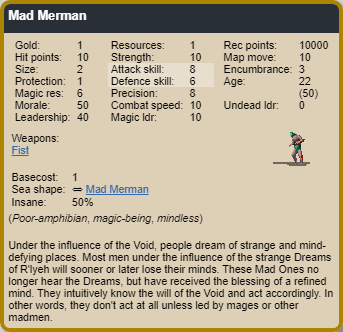 Mad Merman
Gold: 1 Resources: 1 Rec points: 10000
Hit points: 10 Strength: 10 Map move: 10
Size: 2 Attack skill: 8 Encumbrance: 3
Protection: 1 Defence skill: 6 Age: 22
Magic res: 6 Precision: 8 (50)
Morale: 50 Combat speed: 10 Undead ldr: 0
Leadership: 40 Magic ldr: 10
Weapons:
Fist
Basecost: 1
Sea shape: ⇔ Mad Merman
Insane: 50%
(Poor-amphibian, magic-being, mindless)
Under the influence of the Void, people dream of strange and mind-
defying places. Most men under the influence of the strange Dreams
of R'lyeh will sooner or later lose their minds. These Mad Ones no
longer hear the Dreams, but have received the blessing of a refined
mind. They intuitively know the will of the Void and act accordingly. In
other words, they don't act at all unless led by mages or other
madmen.